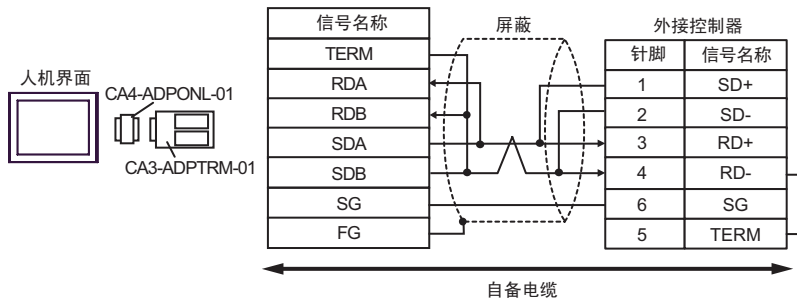 人机界面
CA4-ADPONL-01
CA3-ADPTRM-01
信号名称
TERM
RDA
RDB
SDA
SDB
SG
FG
屏蔽
外接控制器
针脚 信号名称
1 SD+
2 SD-
3 RD+
4 RD-
6 SG
5 TERM
自备电缆